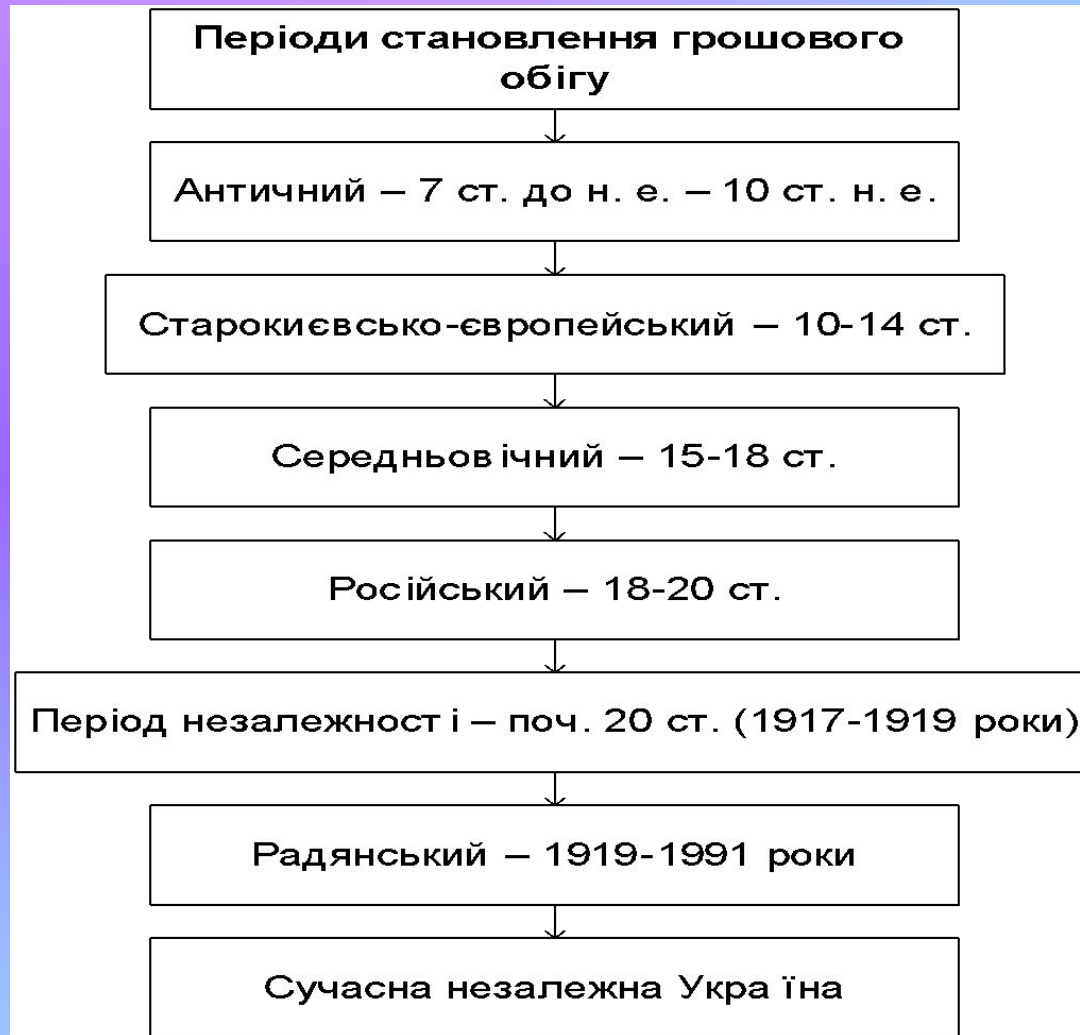 Періоди становлення грошового
обігу
Античний – 7 ст. до н. е. – 10 ст. н. е.
Старокиєвсько-європейський – 10-14 ст.
Середньовічний – 15-18 ст.
Російський – 18-20 ст.
Період незалежності – поч. 20 ст. (1917-1919 роки)
Радянський – 1919-1991 роки
Сучасна незалежна Україна